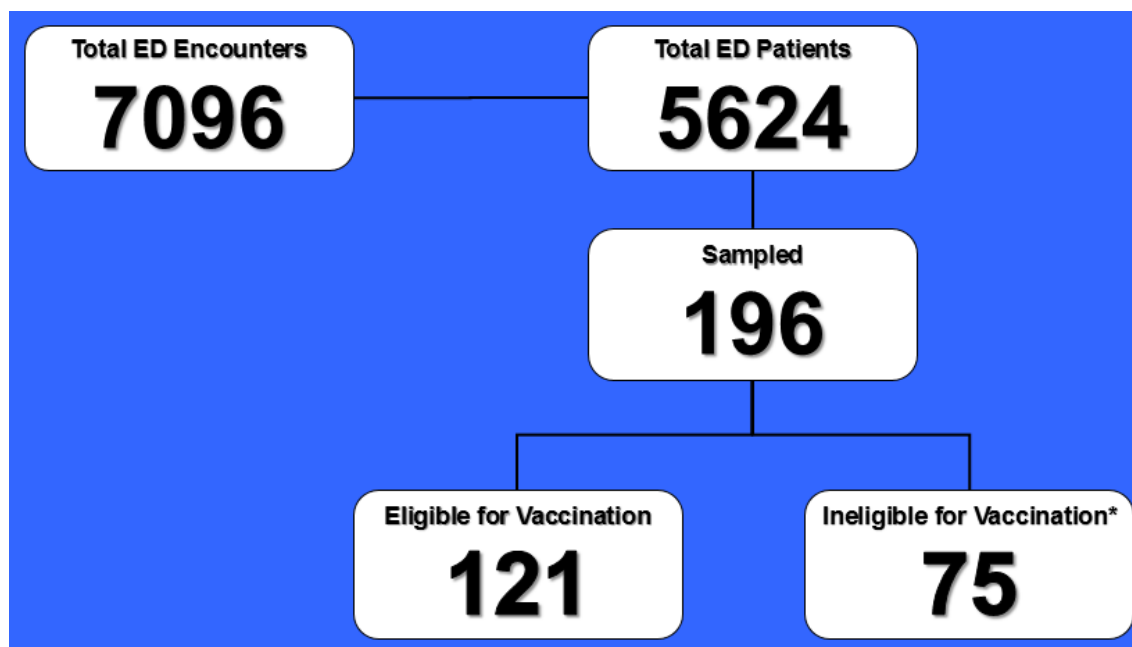 Total ED Encounters
7096
Total ED Patients
5624
Sampled
196
Eligible for Vaccination
121
Ineligible for Vaccination*
75